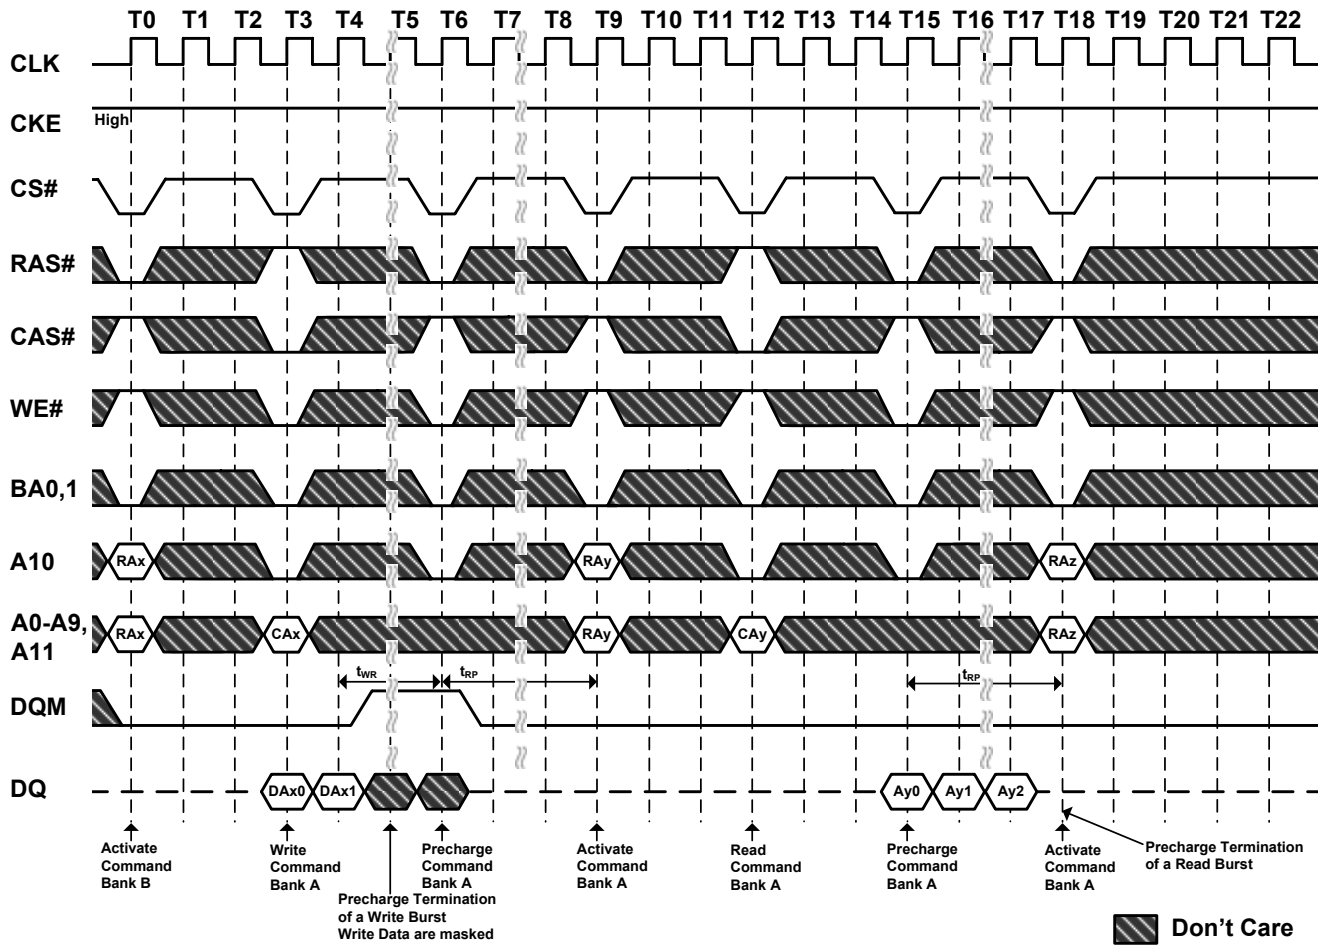 T0 T1 T2 T3 T4 T5 T6 T7 T8 T9 T10 T11 T12 T13 T14 T15 T16 T17 T18 T19 T20 T21 T22
CLK
CKE High
CS#
RAS#
CAS#
WE#
BA0,1
A10 RAx RAy RAz
A0-A9,
A11 RAx CAx RAy CAy RAz
tWR tRP tRP
DQM
DQ DAx0 DAx1 Ay0 Ay1 Ay2
Activate
Command
Bank B
Write
Command
Bank A
Precharge Termination
of a Write Burst
Write Data are masked
Precharge
Command
Bank A
Activate
Command
Bank A
Read
Command
Bank A
Precharge
Command
Bank A
Activate
Command
Bank A
Precharge Termination
of a Read Burst
Don't Care